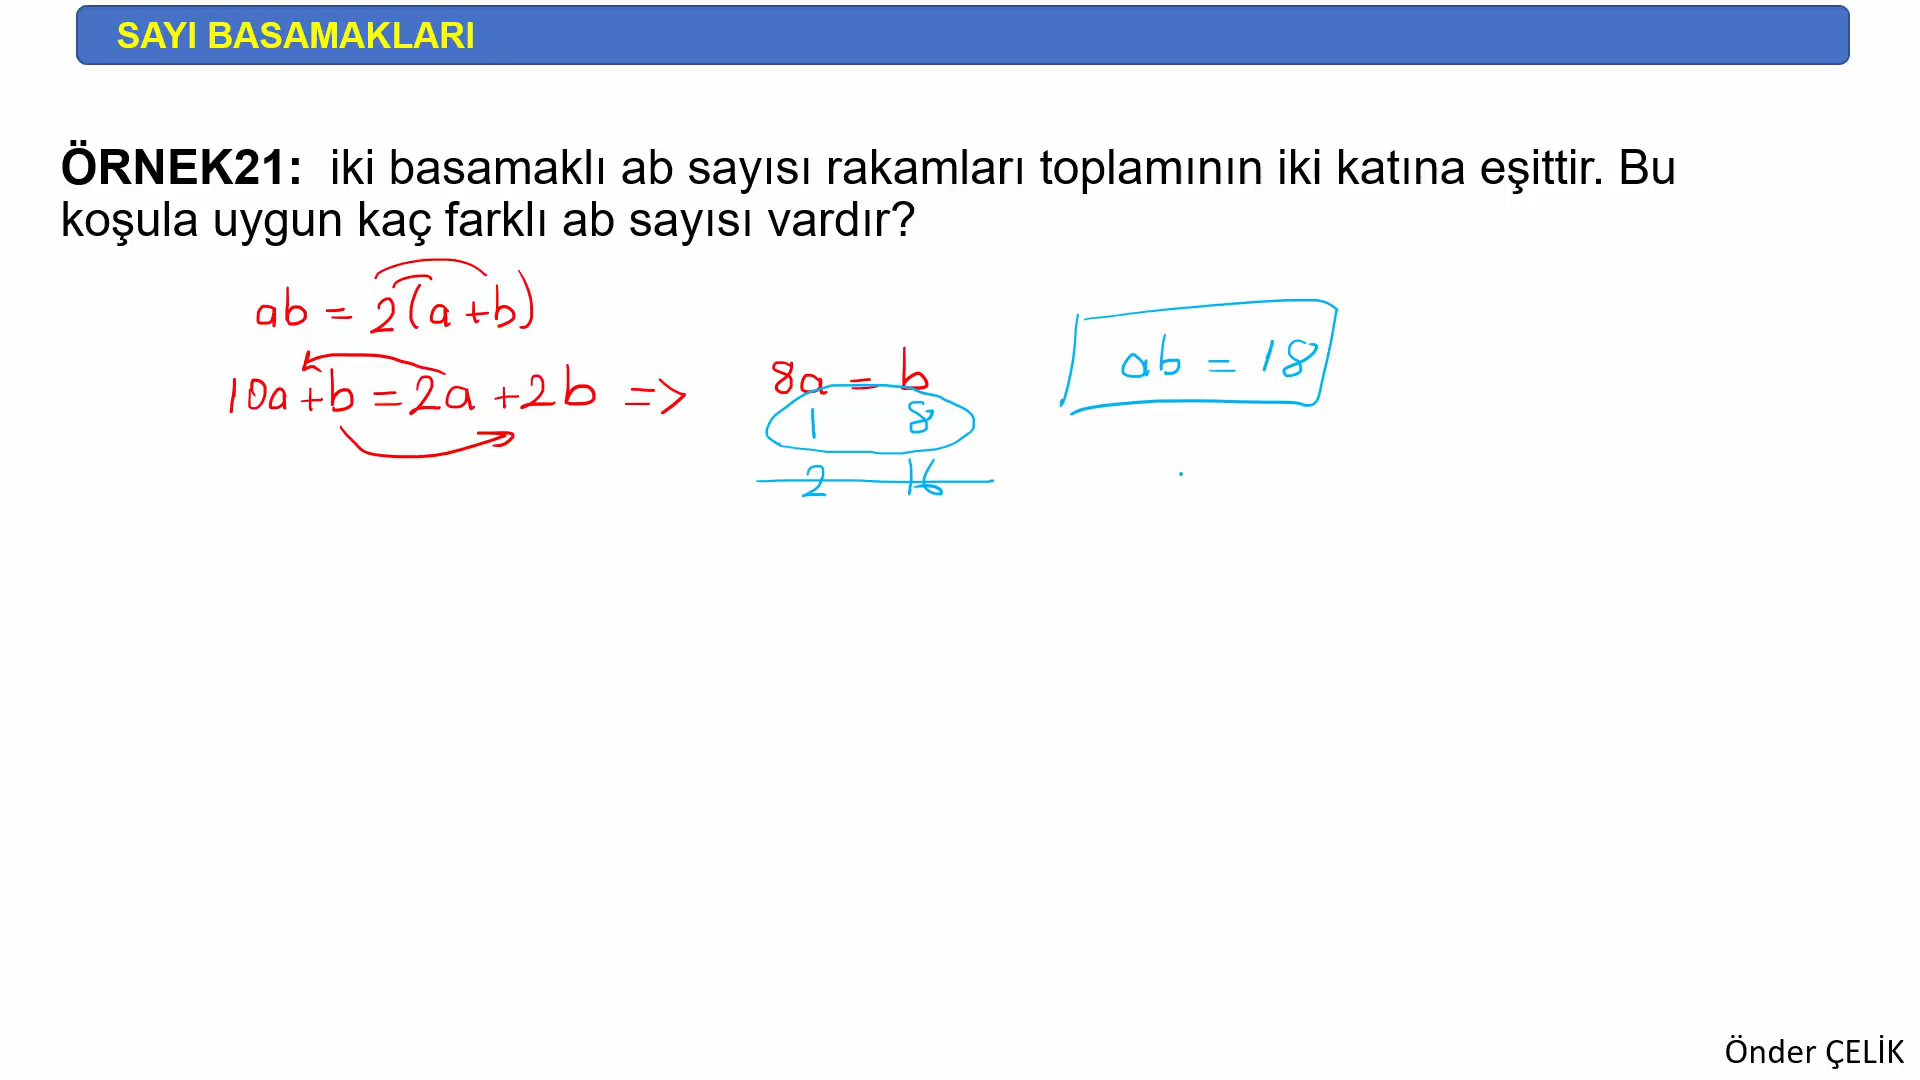 SAYI BASAMAKLARI
ÖRNEK21: iki basamaklı ab sayısı rakamları toplamının iki katına eşittir. Bu
koşula uygun kaç farklı ab sayısı vardır?
ab = 2(a+b)
10a+b = 2a+2b =>
8a = b
1 8
2 16
ab = 18
Önder ÇELİK